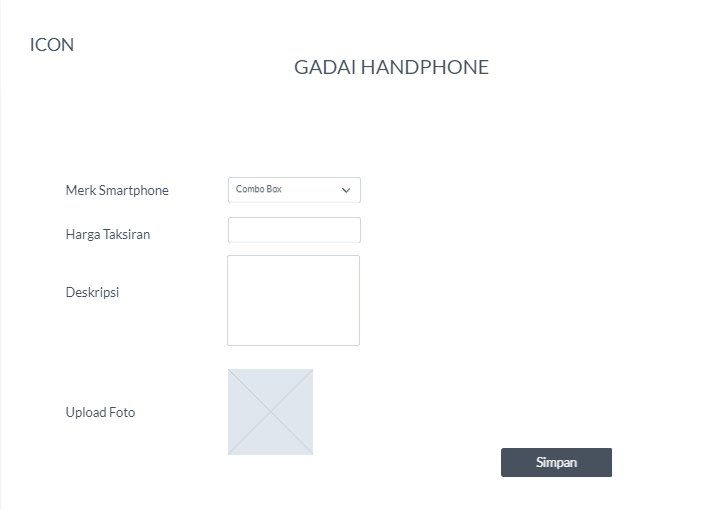 ICON
GADAI HANDPHONE
Merk Smartphone
Combo Box
Harga Taksiran
Deskripsi
Upload Foto
Simpan